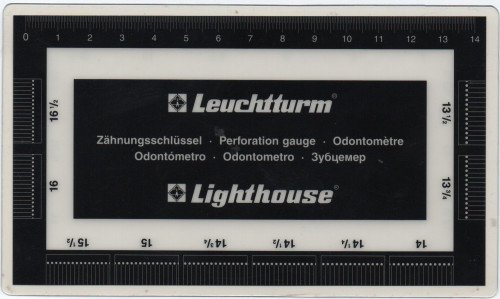 0 1 2 3 4 5 6 7 8 9 10 11 12 13 14
16 ½
13 ½
Leuchtturm®
Zähnungsschlüssel · Perforation gauge · Odontomètre
Odontómetro · Odontometro · Зубцемер
16
13 ¾
Lighthouse®
15 ½ 15 14 ¾ 14 ½ 14 ¼ 14